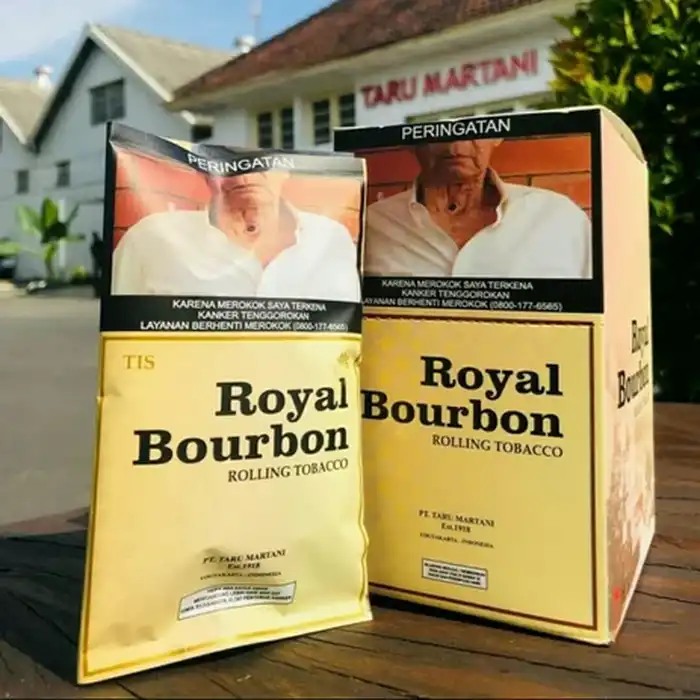 TARU MARTANI
PERINGATAN
KARENA MEROKOK SAYA TERKENA
KANKER TENGGOROKAN
LAYANAN BERHENTI MEROKOK (0800-177-6565)
TIS
Royal
Bourbon
ROLLING TOBACCO
PT. TARU MARTANI
Est.1918
YOGYAKARTA - INDONESIA
PERINGATAN
KARENA MEROKOK SAYA TERKENA
KANKER TENGGOROKAN
LAYANAN BERHENTI MEROKOK (0800-177-6565)
Royal
Bourbon
ROLLING TOBACCO
PT. TARU MARTANI
Est.1918
YOGYAKARTA - INDONESIA
Royal
Bourbon